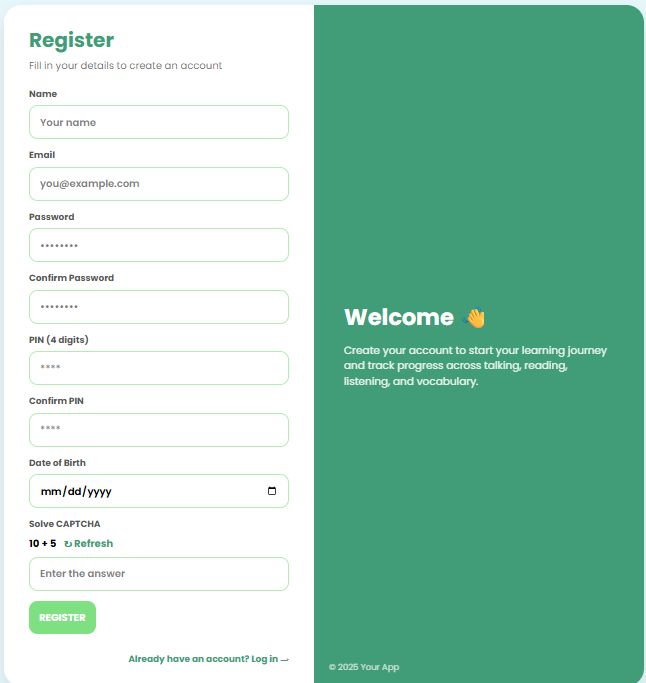 Register
Fill in your details to create an account
Name
Your name
Email
you@example.com
Password
••••••••
Confirm Password
••••••••
PIN (4 digits)
****
Confirm PIN
****
Date of Birth
mm/dd/yyyy
Solve CAPTCHA
10 + 5 ↻ Refresh
Enter the answer
REGISTER
Already have an account? Log in →
Welcome 👋
Create your account to start your learning journey
and track progress across talking, reading,
listening, and vocabulary.
© 2025 Your App